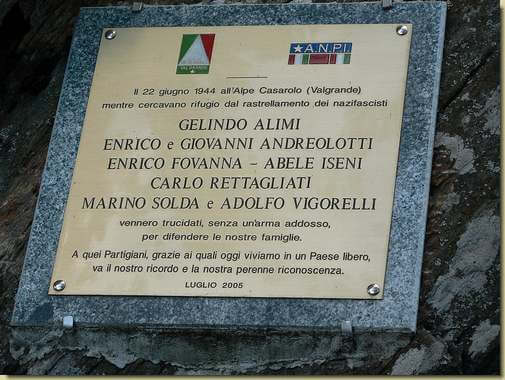 VALGRANDE
A.N.P.I.
Il 22 giugno 1944 all'Alpe Casarolo (Valgrande)
mentre cercavano rifugio dal rastrellamento dei nazifascisti
GELINDO ALIMI
ENRICO e GIOVANNI ANDREOLOTTI
ENRICO FOVANNA - ABELE ISENI
CARLO RETTAGLIATI
MARINO SOLDA e ADOLFO VIGORELLI
vennero trucidati, senza un'arma addosso,
per difendere le nostre famiglie.
A quei Partigiani, grazie ai quali oggi viviamo in un Paese libero,
va il nostro ricordo e la nostra perenne riconoscenza.
LUGLIO 2005